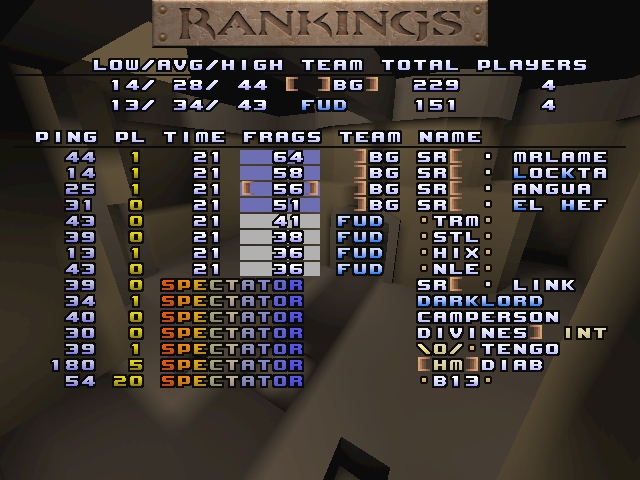 RANKINGS
LOW/AVG/HIGH TEAM TOTAL PLAYERS
14/ 28/ 44 [ ]BG] 229 4
13/ 34/ 43 FUD 151 4
PING PL TIME FRAGS TEAM NAME
44 1 21 64 ]BG SR[ · MRLAME
14 1 21 58 ]BG SR[ · LOCKTA
25 1 21 [ 56 ] ]BG SR[ · ANGUA
31 0 21 51 ]BG SR[ · EL HEF
43 0 21 41 FUD ·TRM·
39 0 21 38 FUD ·STL·
13 1 21 36 FUD ·HIX·
43 0 21 36 FUD ·NLE·
39 0 SPECTATOR SR[ · LINK
34 1 SPECTATOR DARKLORD
40 0 SPECTATOR CAMPERSON
30 0 SPECTATOR DIVINES] INT
39 1 SPECTATOR \O/·TENGO
180 5 SPECTATOR [HM]DIAB
54 20 SPECTATOR ·B13·